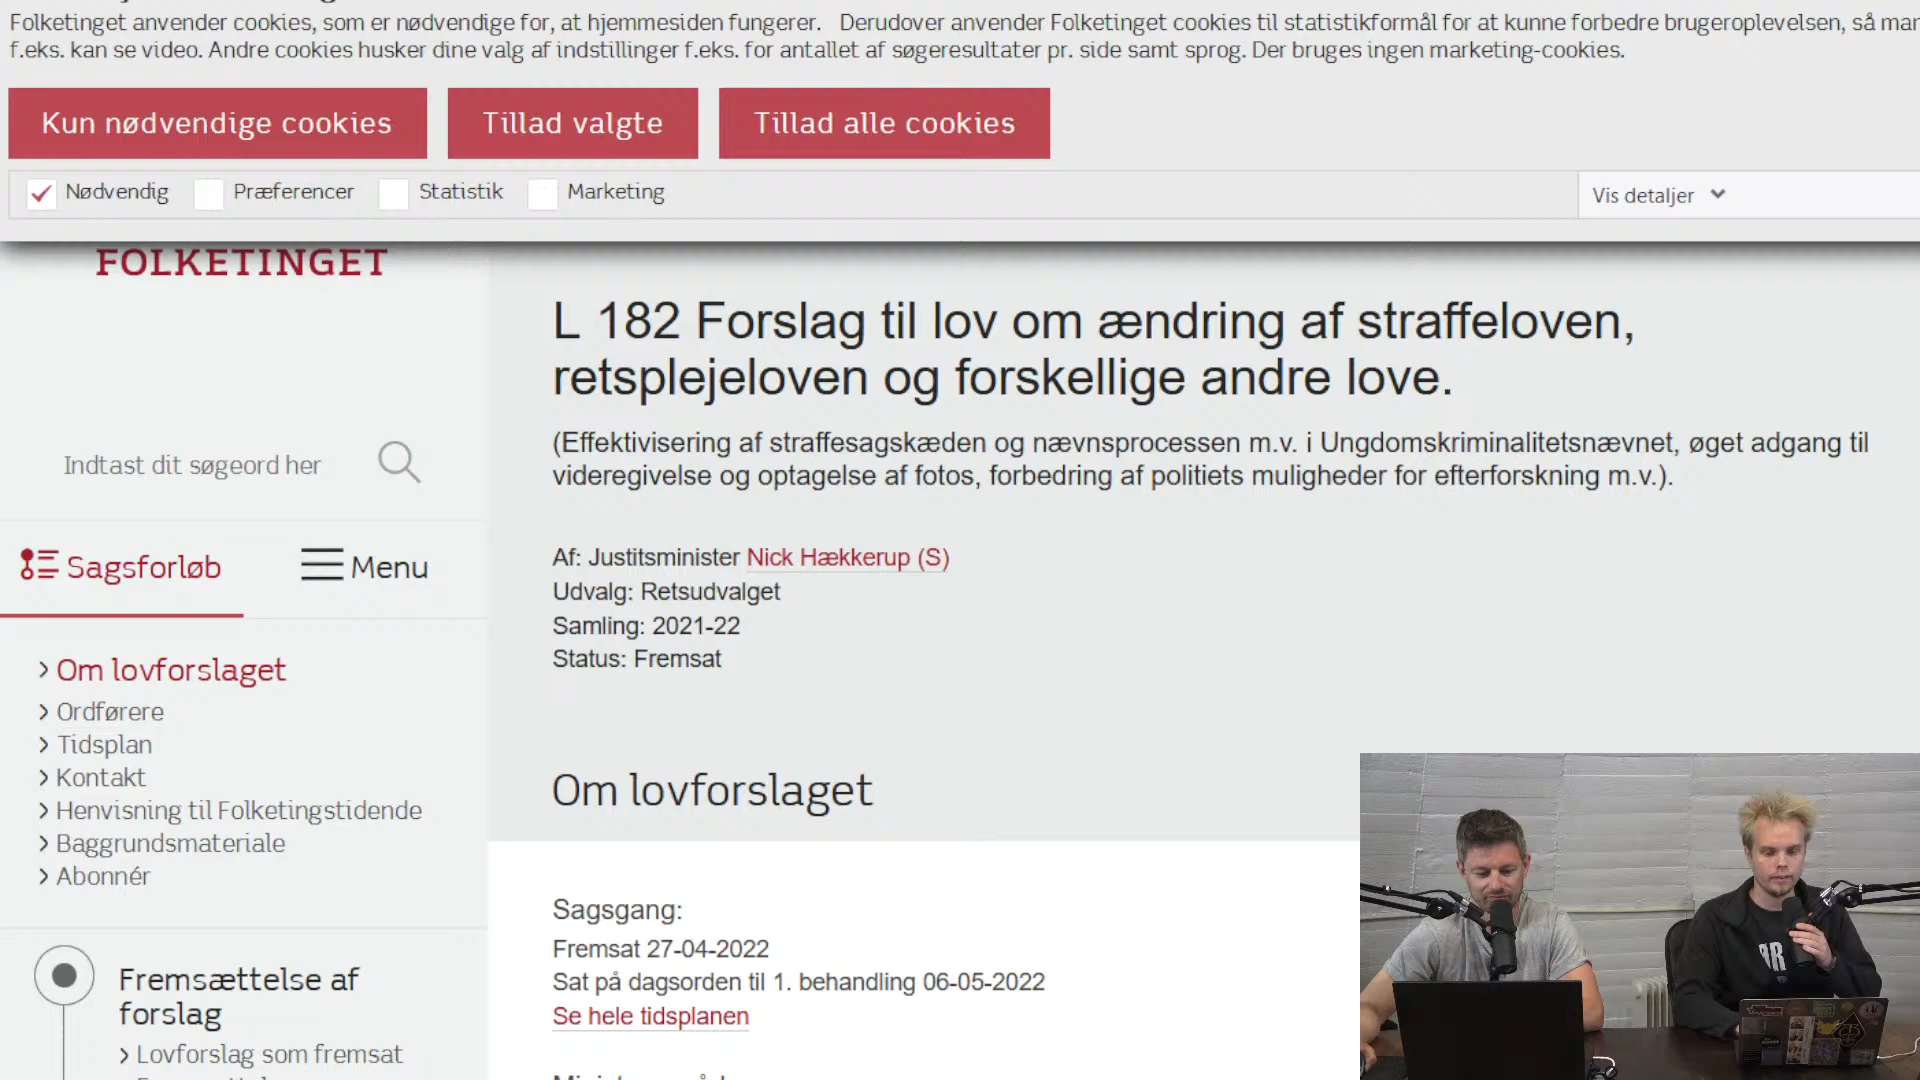 Folketinget anvender cookies, som er nødvendige for, at hjemmesiden fungerer. Derudover anvender Folketinget cookies til statistikformål for at kunne forbedre brugeroplevelsen, så man
f.eks. kan se video. Andre cookies husker dine valg af indstillinger f.eks. for antallet af søgeresultater pr. side samt sprog. Der bruges ingen marketing-cookies.
Kun nødvendige cookies
Tillad valgte
Tillad alle cookies
Nødvendig
Præferencer
Statistik
Marketing
Vis detaljer
FOLKETINGET
Indtast dit søgeord her
Sagsforløb
Menu
Om lovforslaget
Ordførere
Tidsplan
Kontakt
Henvisning til Folketingstidende
Baggrundsmateriale
Abonnér
Fremsættelse af
forslag
Lovforslag som fremsat
L 182 Forslag til lov om ændring af straffeloven,
retsplejeloven og forskellige andre love.
(Effektivisering af straffesagskæden og nævnsprocessen m.v. i Ungdomskriminalitetsnævnet, øget adgang til
videregivelse og optagelse af fotos, forbedring af politiets muligheder for efterforskning m.v.).
Af: Justitsminister Nick Hækkerup (S)
Udvalg: Retsudvalget
Samling: 2021-22
Status: Fremsat
Om lovforslaget
Sagsgang:
Fremsat 27-04-2022
Sat på dagsorden til 1. behandling 06-05-2022
Se hele tidsplanen